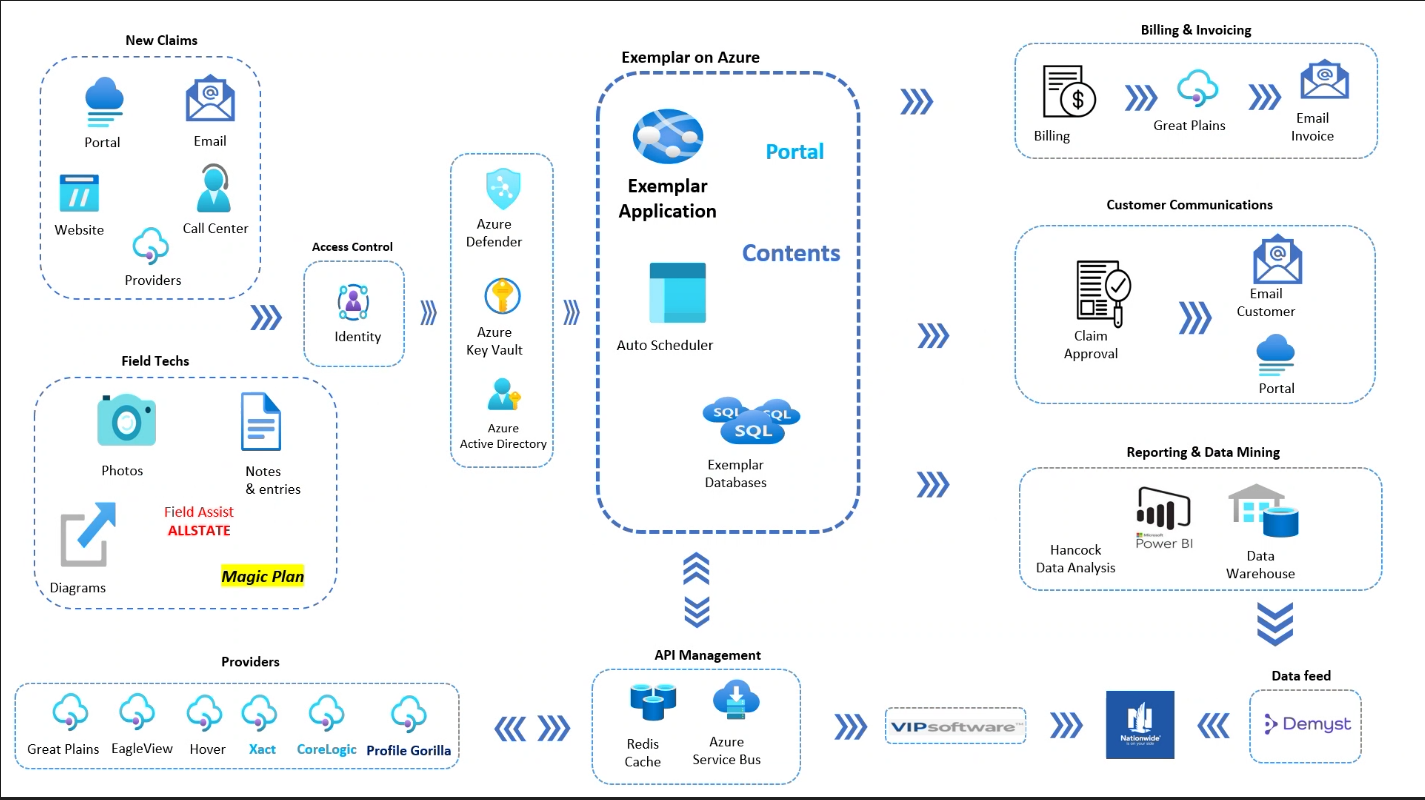 New Claims
Portal
Email
Website
Call Center
Providers
Access Control
Identity
Field Techs
Photos
Notes
& entries
Field Assist
ALLSTATE
Diagrams
Magic Plan
Azure
Defender
Azure
Key Vault
Azure
Active Directory
Exemplar on Azure
Exemplar
Application
Portal
Contents
Auto Scheduler
SQL
SQL
SQL
Exemplar
Databases
Billing & Invoicing
$
@
Billing
Great Plains
Email
Invoice
Customer Communications
Claim
Approval
@
Email
Customer
Portal
Reporting & Data Mining
Hancock
Data Analysis
Microsoft
Power BI
Data
Warehouse
Providers
Great Plains
EagleView
Hover
Xact
CoreLogic
Profile Gorilla
API Management
Redis
Cache
Azure
Service Bus
VIPsoftware™
N
Nationwide®
is on your side
Data feed
Demyst